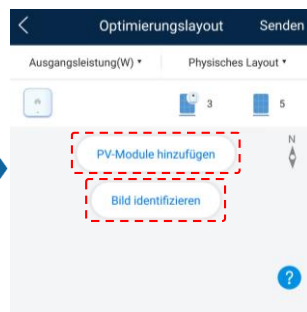 Optimierungslayout Senden
Ausgangsleistung(W) Physisches Layout
3 5
N
PV-Module hinzufügen
Bild identifizieren
?